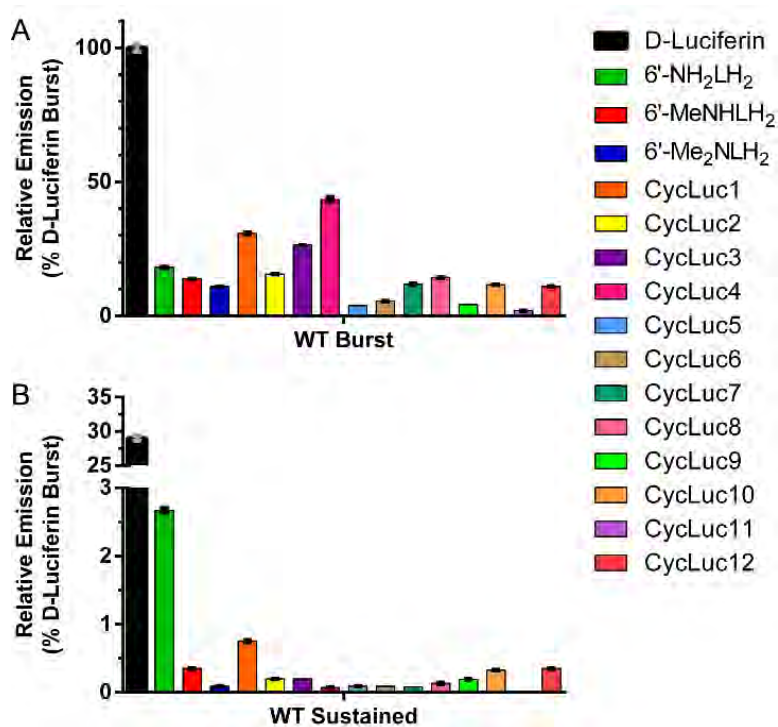 A
Relative Emission
(% D-Luciferin Burst)
100
50
0
WT Burst
B
Relative Emission
(% D-Luciferin Burst)
35
30
25
3
2
1
0
WT Sustained
D-Luciferin
6'-NH₂LH₂
6'-MeNHLH₂
6'-Me₂NLH₂
CycLuc1
CycLuc2
CycLuc3
CycLuc4
CycLuc5
CycLuc6
CycLuc7
CycLuc8
CycLuc9
CycLuc10
CycLuc11
CycLuc12